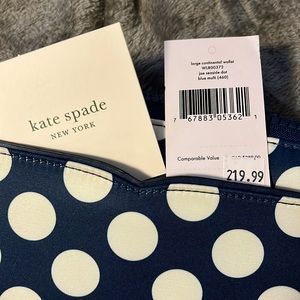 kate spade
NEW YORK
large continental wallet
WLR00372
joe seaside dot
blue multi (460)
7 67883 05362 1
Comparable Value
219.99